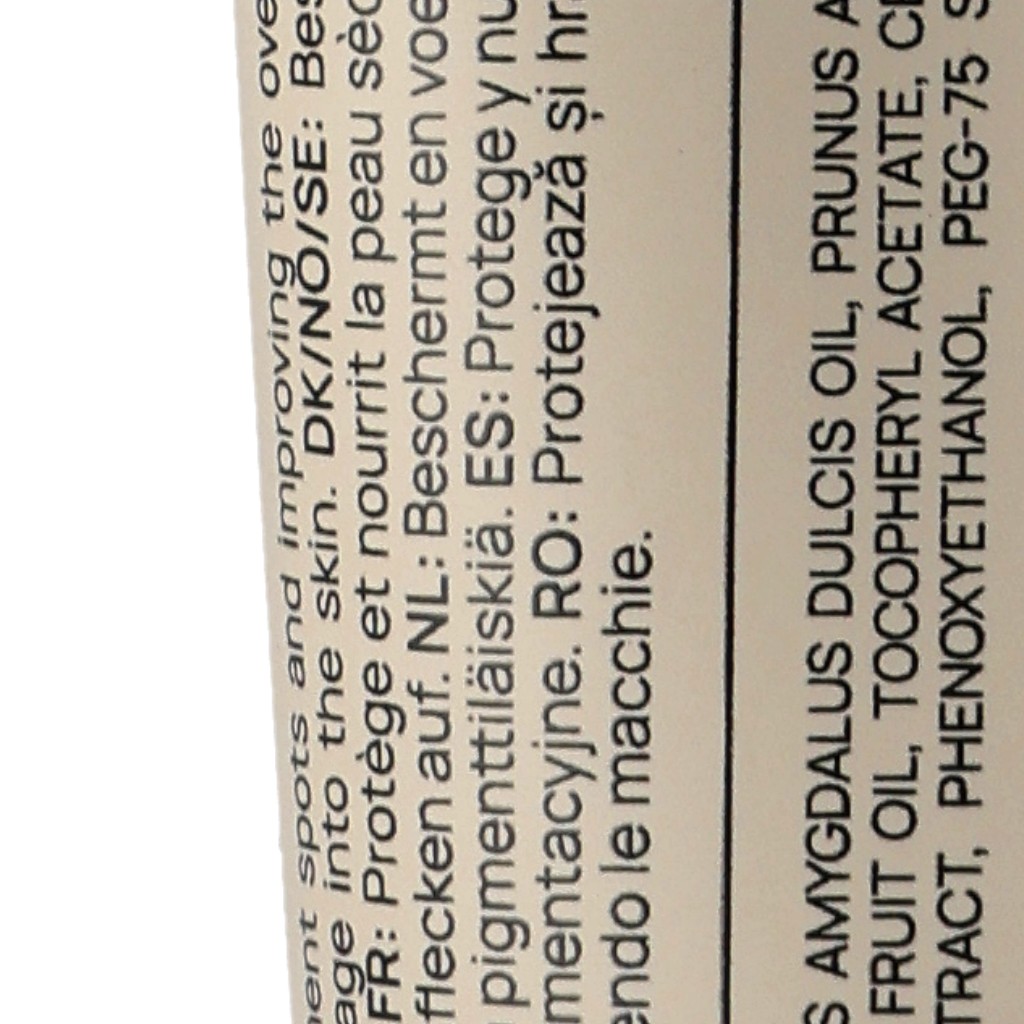 ent spots and improving the ove
age into the skin. DK/NO/SE: Bes
FR: Protège et nourrit la peau sèc
flecken auf. NL: Beschermt en voe
pigmenttiläiskiä. ES: Protege y nu
mentacyjne. RO: Protejează și hr
endo le macchie.
S AMYGDALUS DULCIS OIL, PRUNUS A
FRUIT OIL, TOCOPHERYL ACETATE, CE
TRACT, PHENOXYETHANOL, PEG-75 S